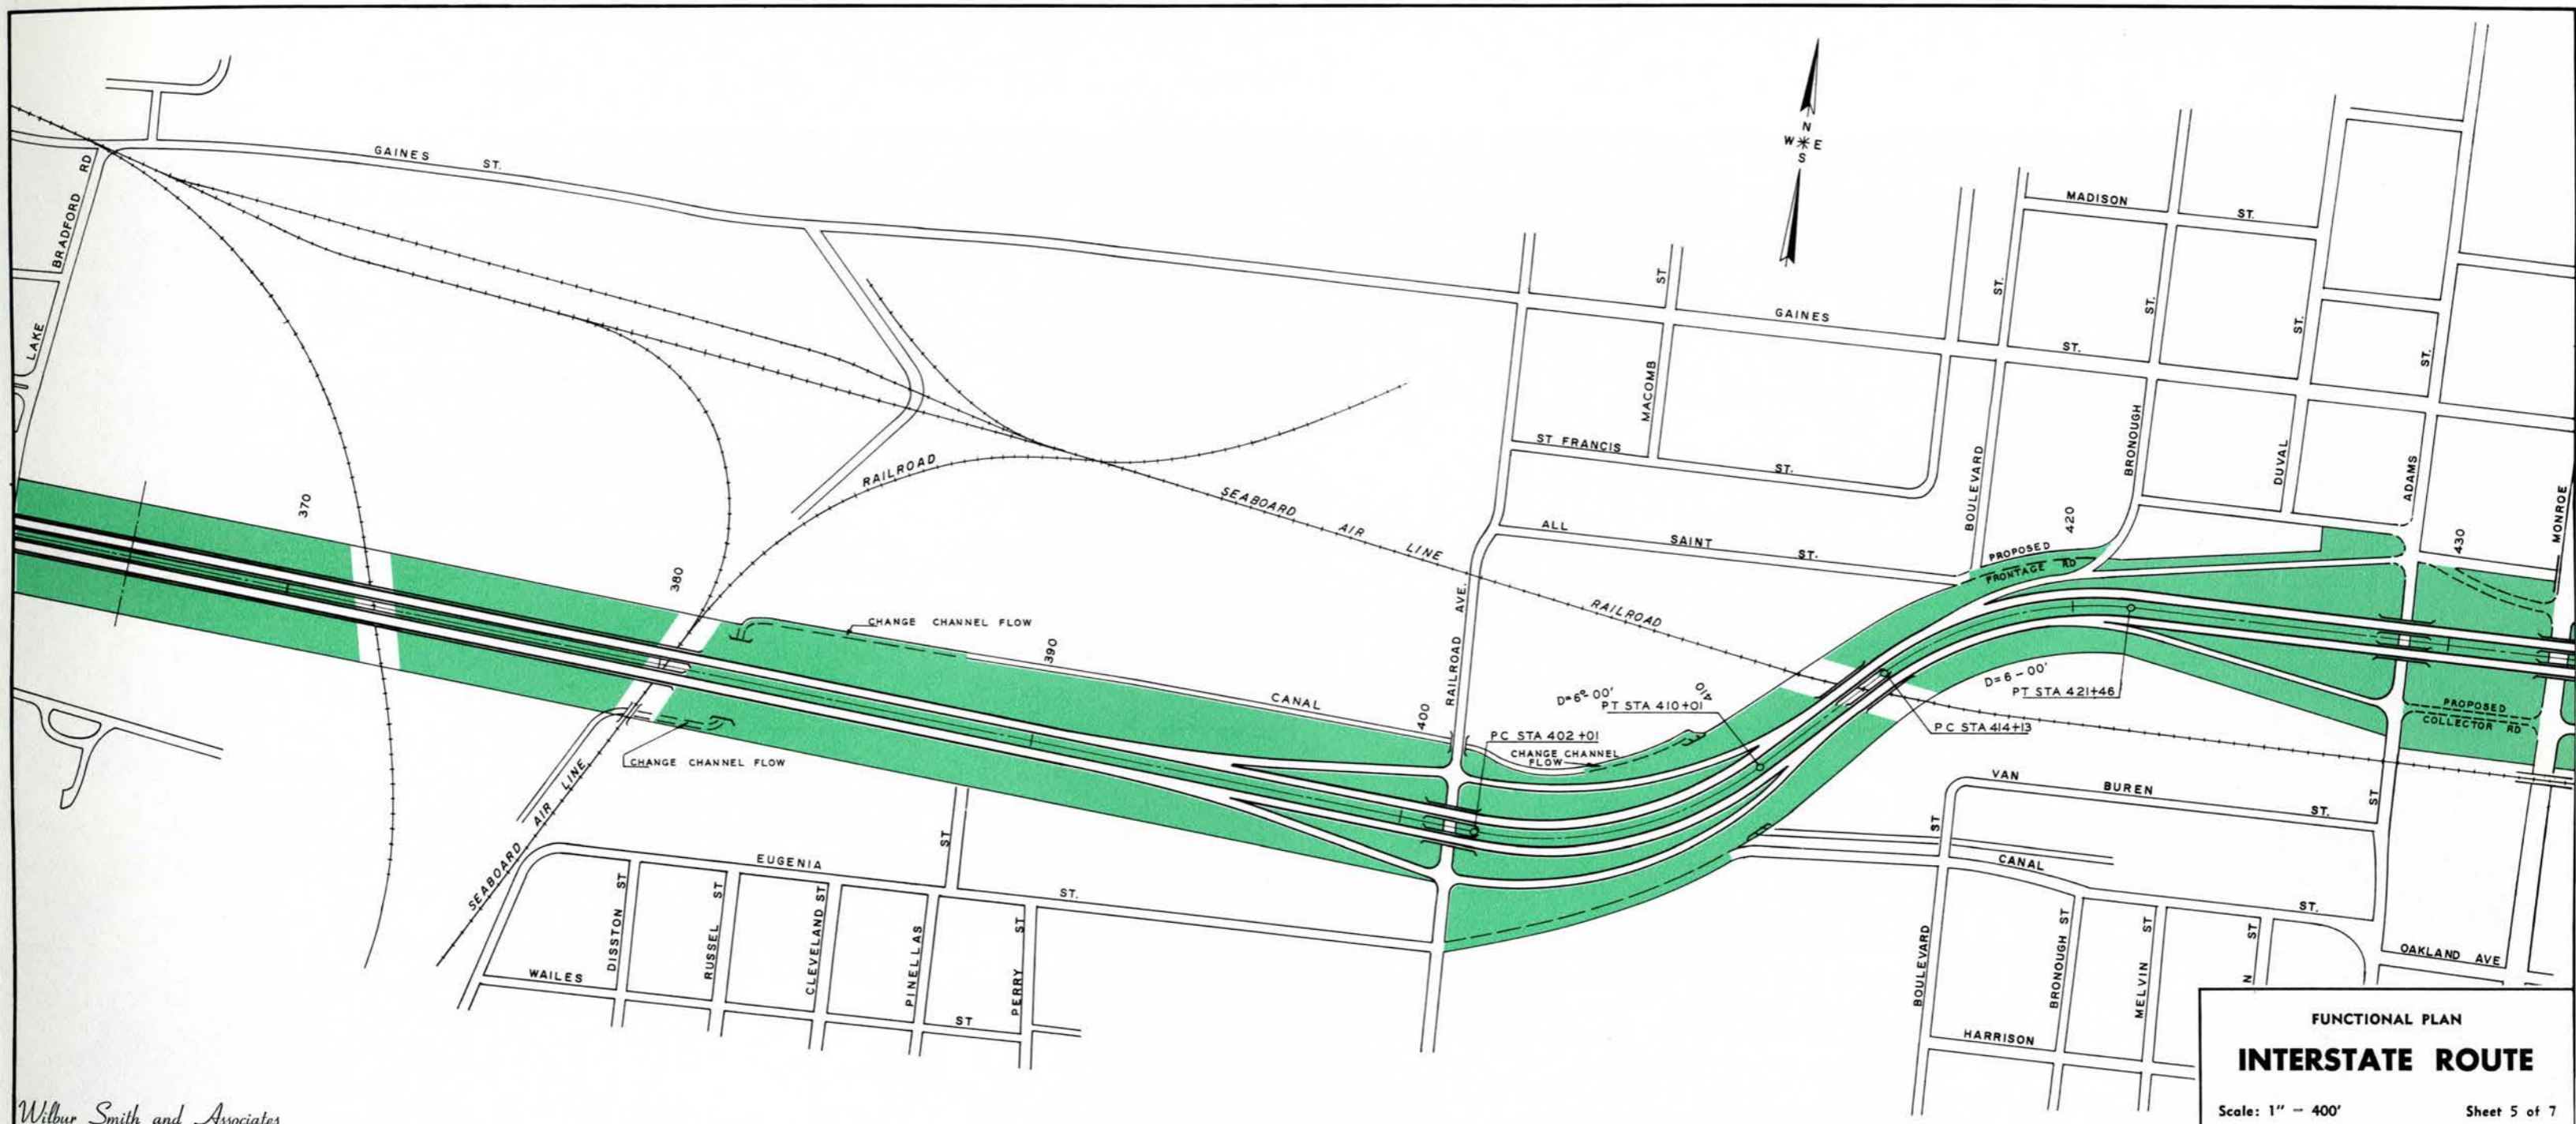 GAINES ST.
BRADFORD RD
LAKE
N
W E
S
MADISON ST.
ST
ST.
ST.
ST.
ST.
GAINES ST.
MACOMB
ST FRANCIS ST.
BOULEVARD
BRONOUGH
DUVAL
ADAMS
MONROE
RAILROAD
SEABOARD AIR LINE RAILROAD
ALL SAINT ST.
RAILROAD AVE.
PROPOSED
FRONTAGE RD
370
380
390
400
410
420
430
CHANGE CHANNEL FLOW
CANAL
CHANGE CHANNEL FLOW
D=6°-00'
PT STA 410+01
PC STA 402+01
CHANGE CHANNEL
FLOW
D=6-00'
PT STA 421+46
PC STA 414+13
PROPOSED
COLLECTOR RD
SEABOARD AIR LINE
EUGENIA ST.
ST
DISSTON ST
RUSSEL ST
CLEVELAND ST
PINELLAS
PERRY ST
WAILES ST
VAN BUREN ST.
ST
ST
CANAL ST.
BOULEVARD
BRONOUGH ST
MELVIN ST
N ST
OAKLAND AVE
HARRISON
FUNCTIONAL PLAN
INTERSTATE ROUTE
Scale: 1" - 400' Sheet 5 of 7
Wilbur Smith and Associates